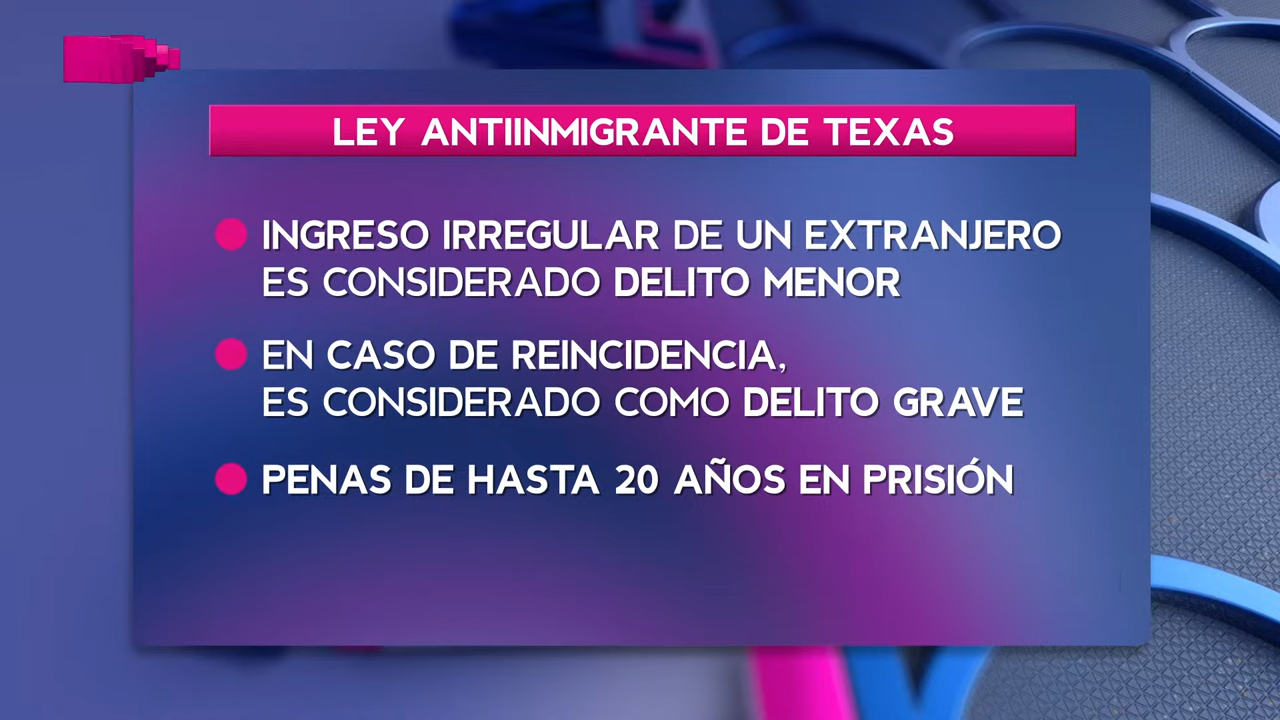 LEY ANTIINMIGRANTE DE TEXAS
INGRESO IRREGULAR DE UN EXTRANJERO
ES CONSIDERADO DELITO MENOR
EN CASO DE REINCIDENCIA,
ES CONSIDERADO COMO DELITO GRAVE
PENAS DE HASTA 20 AÑOS EN PRISIÓN